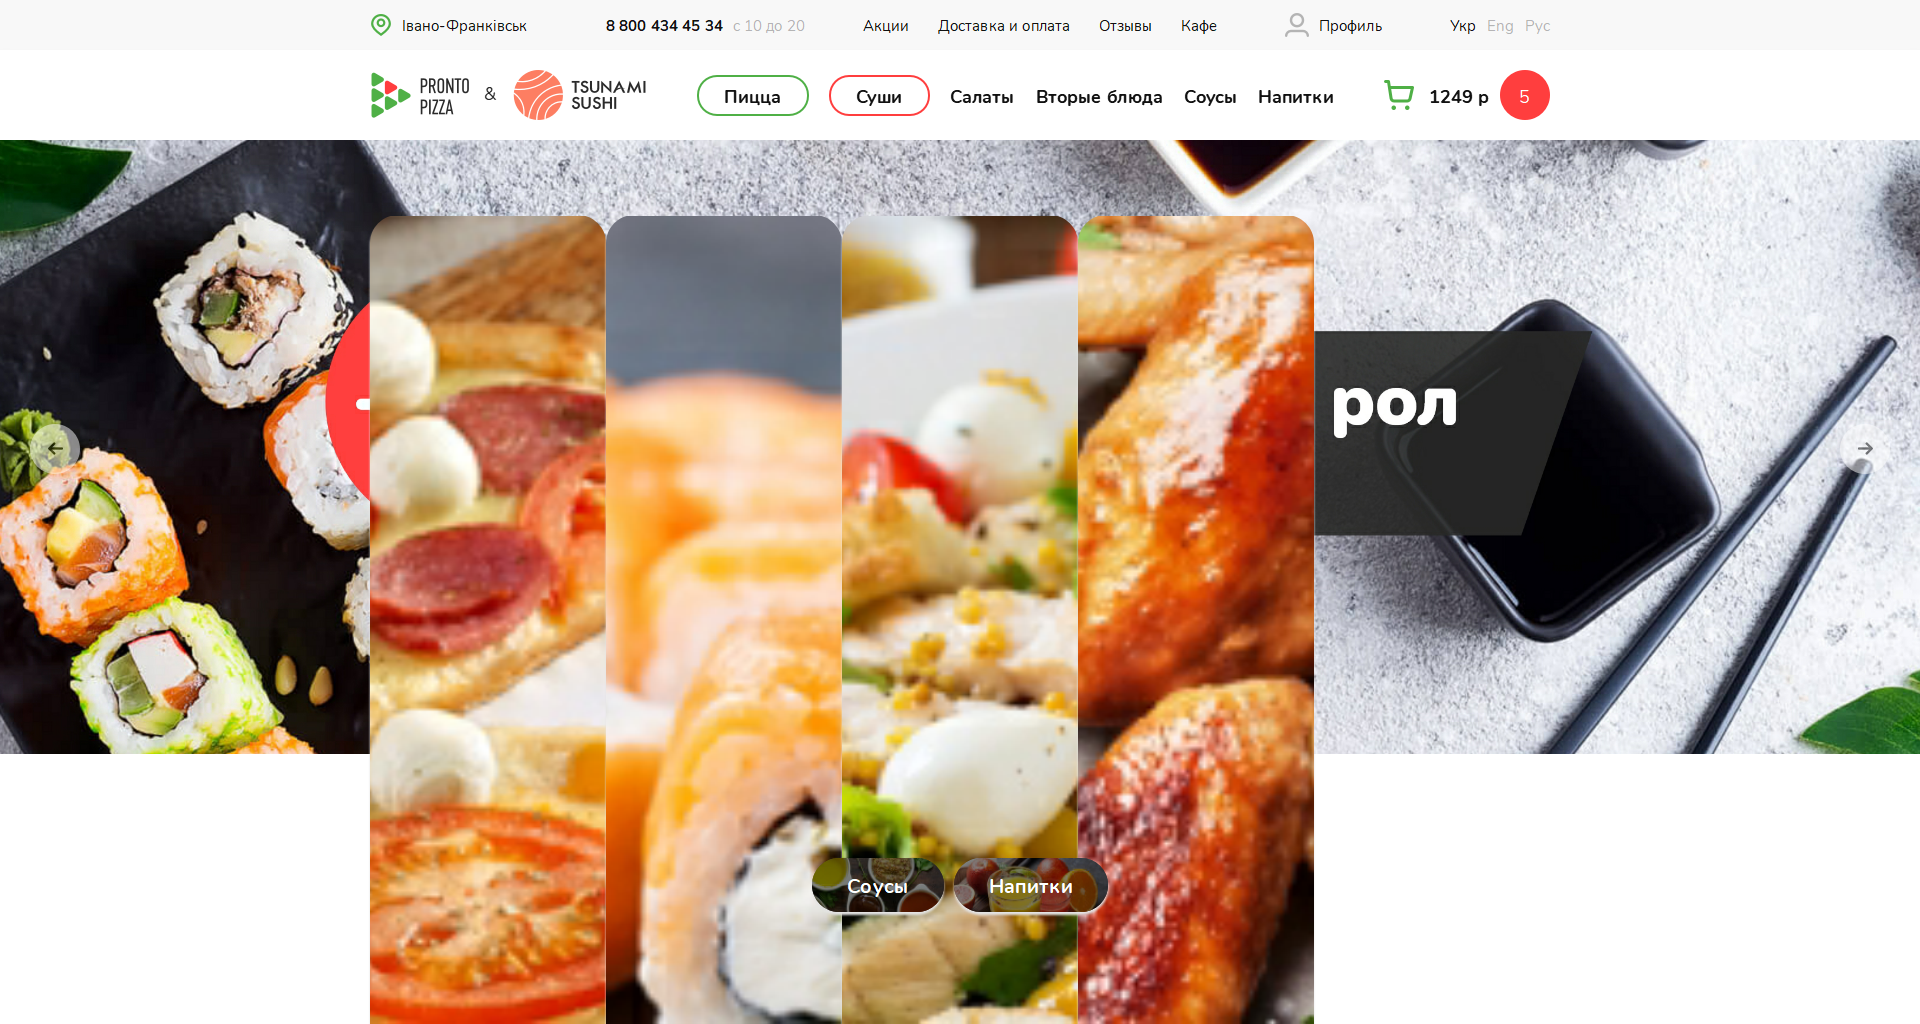 Івано-Франківськ 8 800 434 45 34 с 10 до 20 Акции Доставка и оплата Отзывы Кафе Профиль Укр Eng Рус
PRONTO PIZZA & TSUNAMI SUSHI Пицца Суши Салаты Вторые блюда Соусы Напитки 1249 р 5
рол
Соусы Напитки